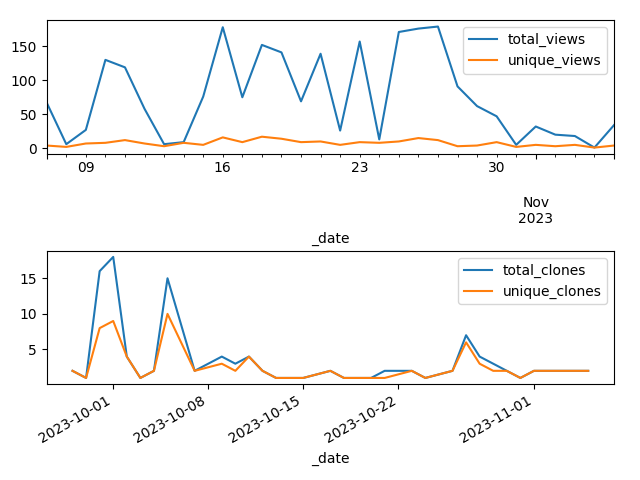 total_views
unique_views
150
100
50
0
09
16
23
30
Nov
2023
_date
total_clones
unique_clones
15
10
5
2023-10-01
2023-10-08
2023-10-15
2023-10-22
2023-11-01
_date